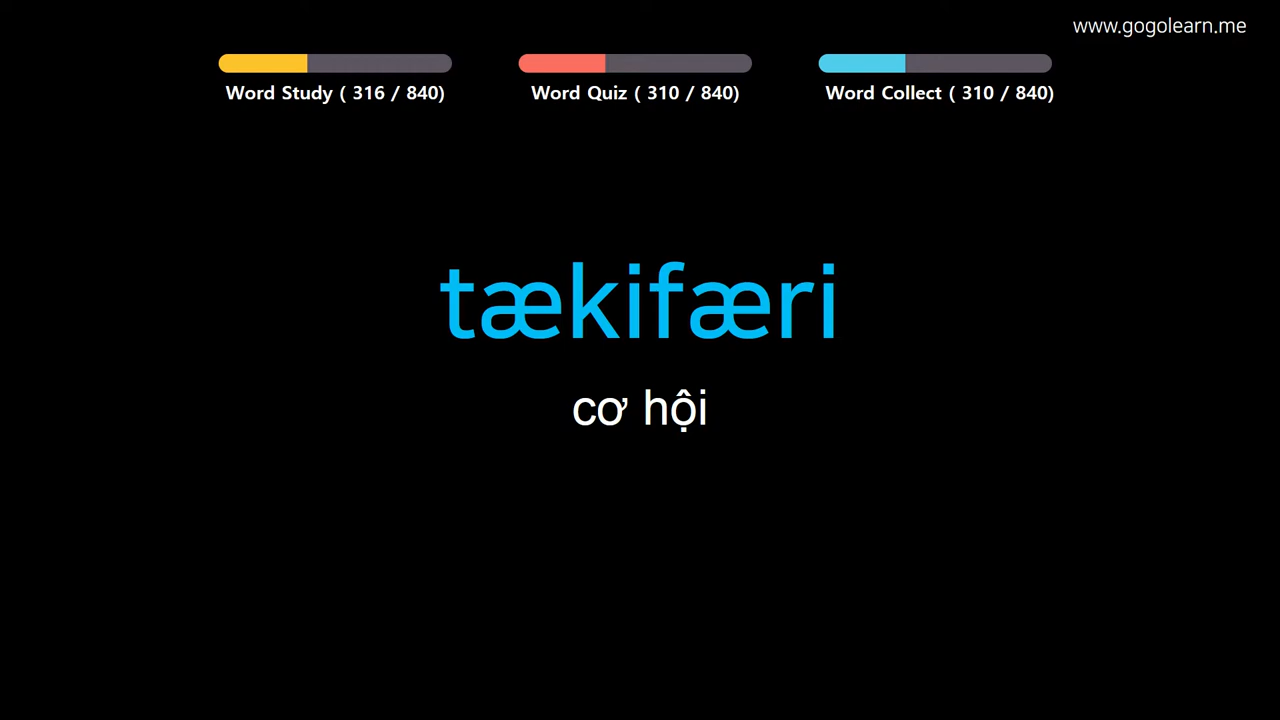 www.gogolearn.me
Word Study ( 316 / 840)
Word Quiz ( 310 / 840)
Word Collect ( 310 / 840)
tækifæri
cơ hội